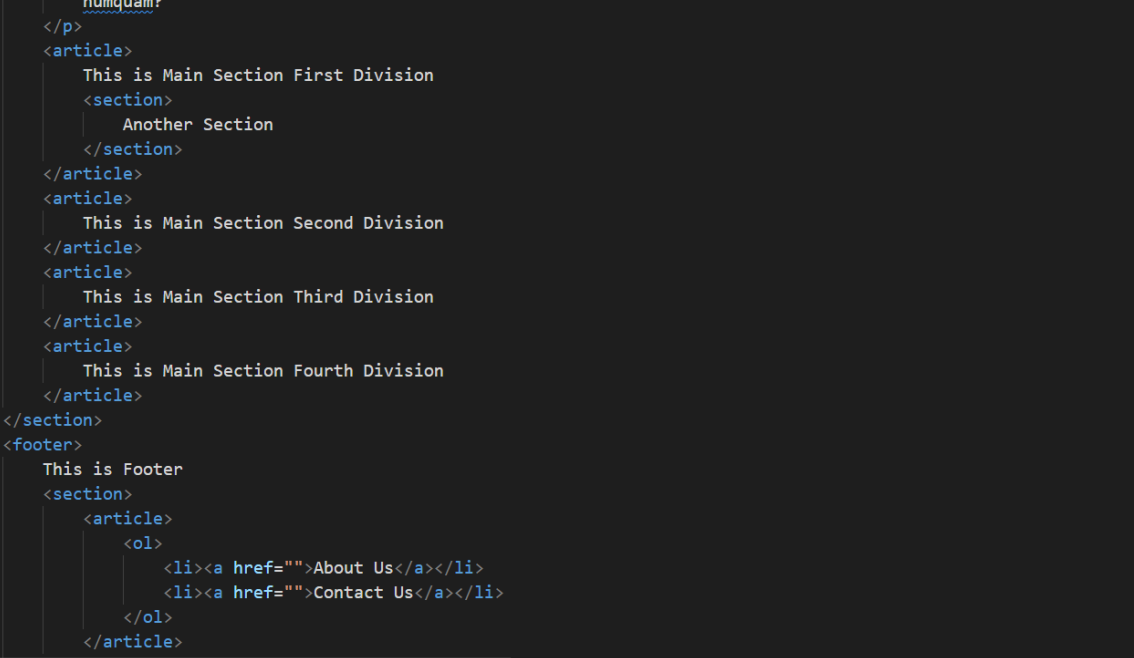 numquam?
</p>
<article>
This is Main Section First Division
<section>
Another Section
</section>
</article>
<article>
This is Main Section Second Division
</article>
<article>
This is Main Section Third Division
</article>
<article>
This is Main Section Fourth Division
</article>
</section>
<footer>
This is Footer
<section>
<article>
<ol>
<li><a href="">About Us</a></li>
<li><a href="">Contact Us</a></li>
</ol>
</article>